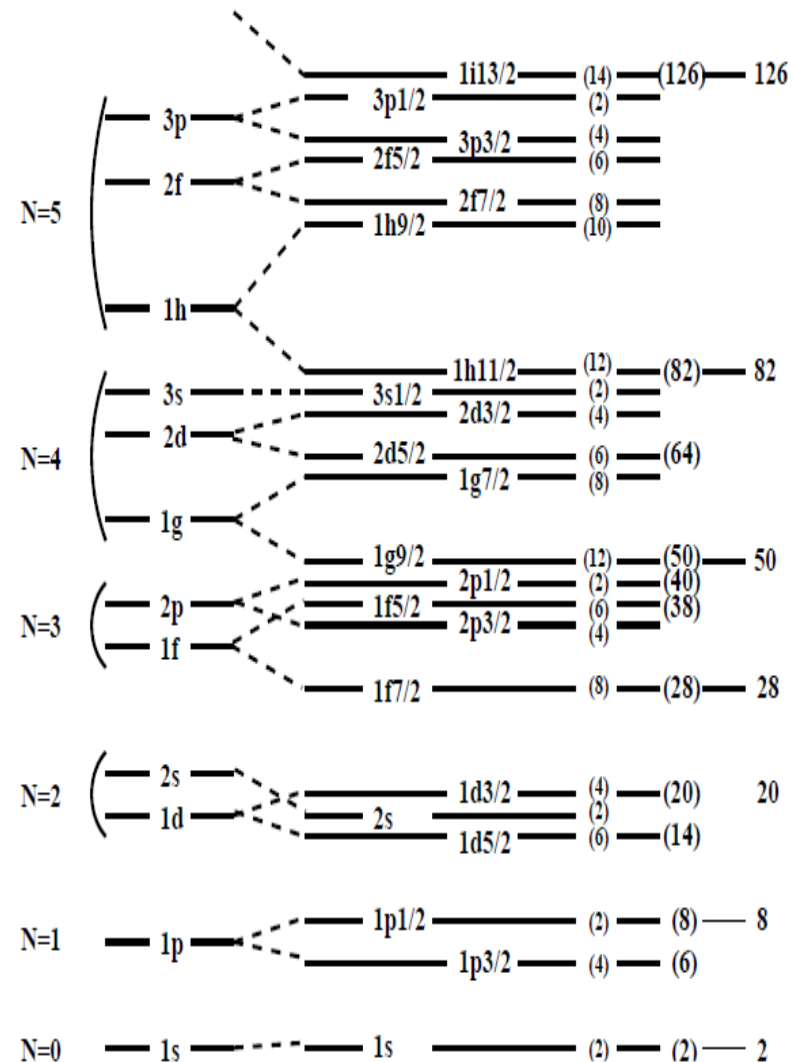 1i13/2 (14) (126) 126
3p1/2 (2)
3p
3p3/2 (4)
2f5/2 (6)
2f
2f7/2 (8)
N=5
1h9/2 (10)
1h
1h11/2 (12) (82) 82
3s 3s1/2 (2)
2d3/2 (4)
2d
N=4 2d5/2 (6) (64)
1g7/2 (8)
1g
1g9/2 (12) (50) 50
2p1/2 (2) (40)
2p 1f5/2 (6) (38)
N=3 2p3/2 (4)
1f
1f7/2 (8) (28) 28
2s
N=2 1d3/2 (4) (20) 20
1d 2s (2)
1d5/2 (6) (14)
1p1/2 (2) (8) 8
N=1 1p
1p3/2 (4) (6)
N=0 1s 1s (2) (2) 2